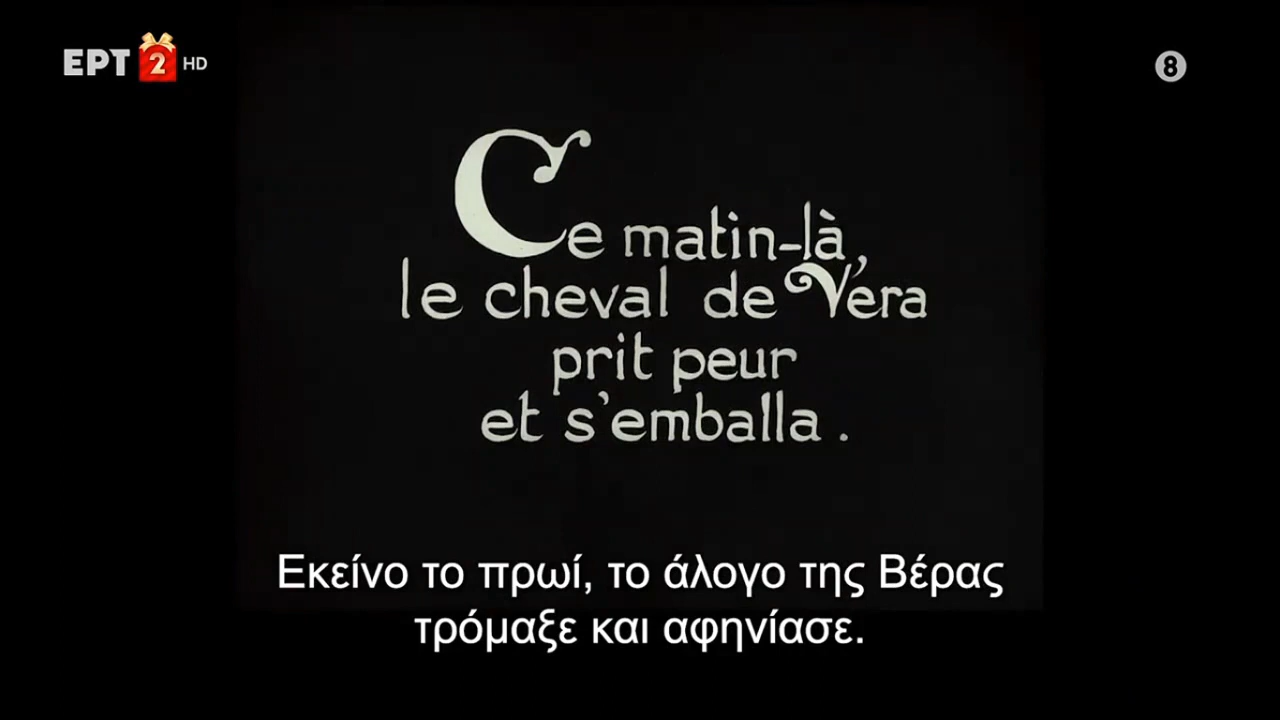 ΕΡΤ 2 HD
8
Ce matin-là,
le cheval de Véra
prit peur
et s'emballa.
Εκείνο το πρωί, το άλογο της Βέρας
τρόμαξε και αφηνίασε.